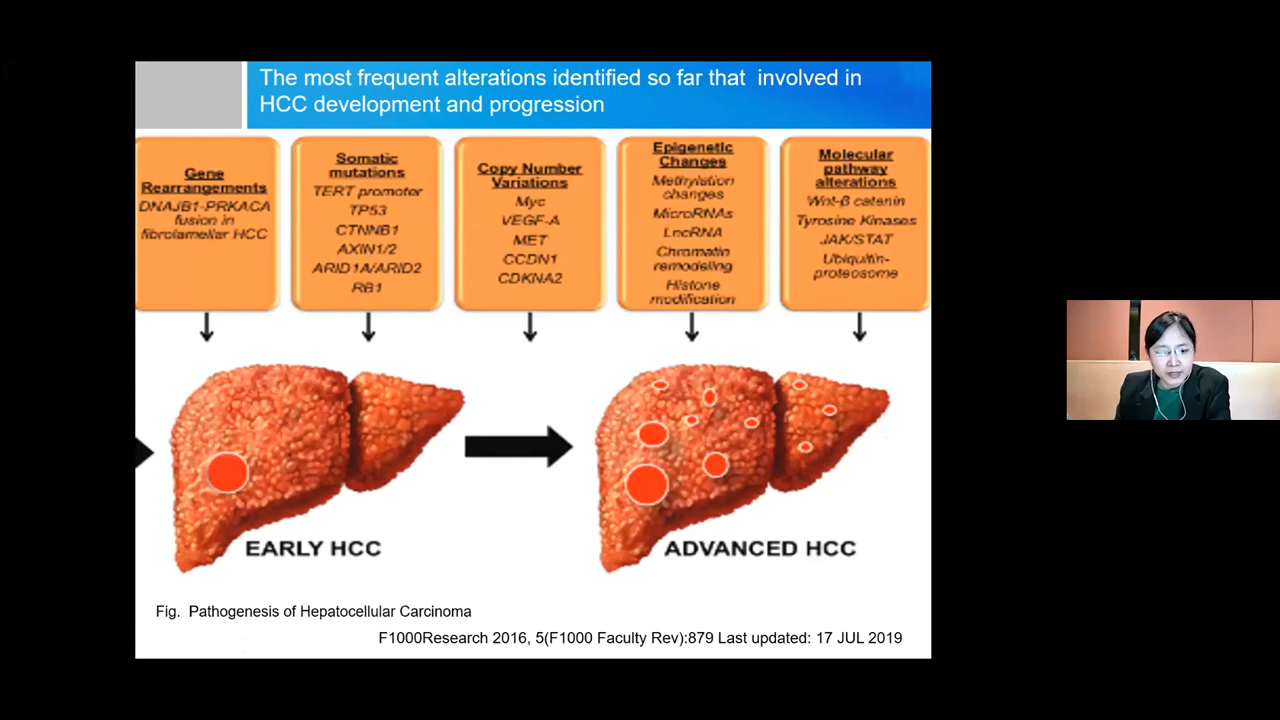 The most frequent alterations identified so far that involved in
HCC development and progression
Gene
Rearrangements
DNAJB1-PRKACA
fusion in
fibrolamellar HCC
Somatic
mutations
TERT promoter
TP53
CTNNB1
AXIN1/2
ARID1A/ARID2
RB1
Copy Number
Variations
Myc
VEGF-A
MET
CCDN1
CDKNA2
Epigenetic
Changes
Methylation
changes
MicroRNAs
LncRNA
Chromatin
remodeling
Histone
modification
Molecular
pathway
alterations
Wnt-β catenin
Tyrosine Kinases
JAK/STAT
Ubiquitin-
proteosome
EARLY HCC
ADVANCED HCC
Fig. Pathogenesis of Hepatocellular Carcinoma
F1000Research 2016, 5(F1000 Faculty Rev):879 Last updated: 17 JUL 2019